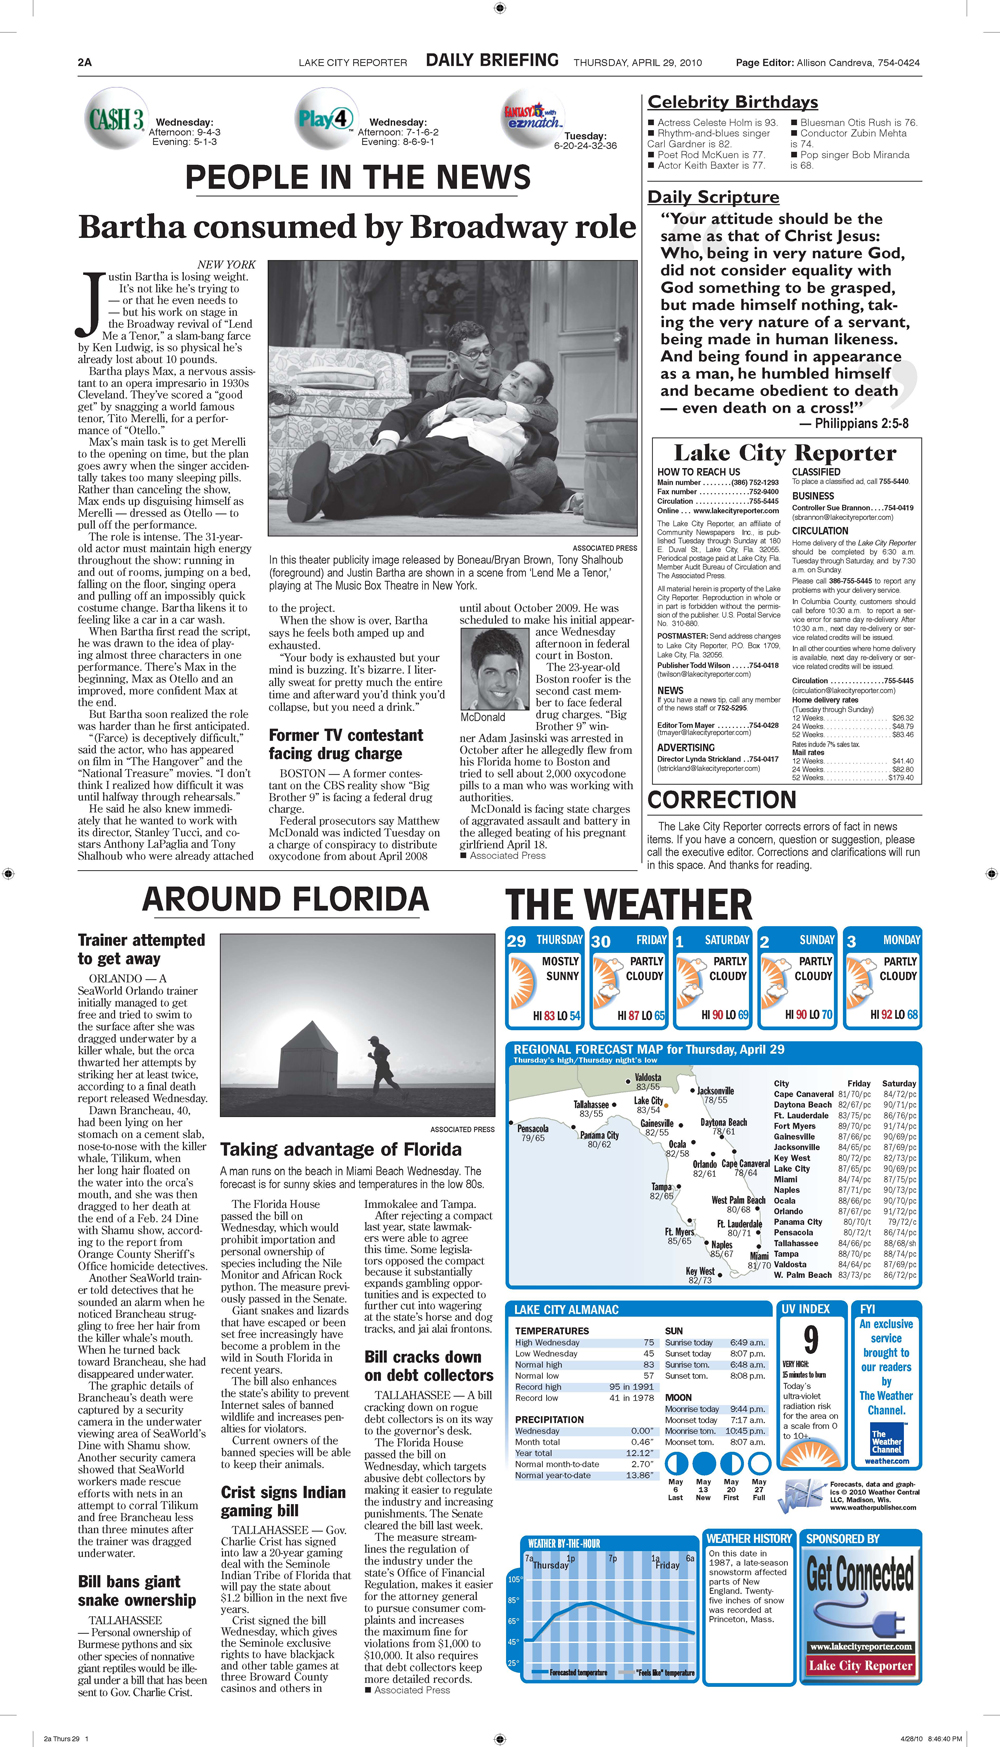 2A
LAKE CITY REPORTER
DAILY BRIEFING
THURSDAY, APRIL 29, 2010
Page Editor: Allison Candreva, 754-0424
CA$H 3
Wednesday:
Afternoon: 9-4-3
Evening: 5-1-3
Play 4
Wednesday:
Afternoon: 7-1-6-2
Evening: 8-6-9-1
FANTASY 5 with
ezmatch
Tuesday:
6-20-24-32-36
PEOPLE IN THE NEWS
Bartha consumed by Broadway role
NEW YORK
Justin Bartha is losing weight.
It's not like he's trying to
— or that he even needs to
— but his work on stage in
the Broadway revival of "Lend
Me a Tenor," a slam-bang farce
by Ken Ludwig, is so physical he's
already lost about 10 pounds.
Bartha plays Max, a nervous assis-
tant to an opera impresario in 1930s
Cleveland. They've scored a "good
get" by snagging a world famous
tenor, Tito Merelli, for a perfor-
mance of "Otello."
Max's main task is to get Merelli
to the opening on time, but the plan
goes awry when the singer acciden-
tally takes too many sleeping pills.
Rather than canceling the show,
Max ends up disguising himself as
Merelli — dressed as Otello — to
pull off the performance.
The role is intense. The 31-year-
old actor must maintain high energy
throughout the show: running in
and out of rooms, jumping on a bed,
falling on the floor, singing opera
and pulling off an impossibly quick
costume change. Bartha likens it to
feeling like a car in a car wash.
When Bartha first read the script,
he was drawn to the idea of play-
ing almost three characters in one
performance. There's Max in the
beginning, Max as Otello and an
improved, more confident Max at
the end.
But Bartha soon realized the role
was harder than he first anticipated.
"(Farce) is deceptively difficult,"
said the actor, who has appeared
on film in "The Hangover" and the
"National Treasure" movies. "I don't
think I realized how difficult it was
until halfway through rehearsals."
He said he also knew immedi-
ately that he wanted to work with
its director, Stanley Tucci, and co-
stars Anthony LaPaglia and Tony
Shalhoub who were already attached
ASSOCIATED PRESS
In this theater publicity image released by Boneau/Bryan Brown, Tony Shalhoub
(foreground) and Justin Bartha are shown in a scene from 'Lend Me a Tenor,'
playing at The Music Box Theatre in New York.
to the project.
When the show is over, Bartha
says he feels both amped up and
exhausted.
"Your body is exhausted but your
mind is buzzing. It's bizarre. I liter-
ally sweat for pretty much the entire
time and afterward you'd think you'd
collapse, but you need a drink."
Former TV contestant
facing drug charge
BOSTON — A former contes-
tant on the CBS reality show "Big
Brother 9" is facing a federal drug
charge.
Federal prosecutors say Matthew
McDonald was indicted Tuesday on
a charge of conspiracy to distribute
oxycodone from about April 2008
until about October 2009. He was
scheduled to make his initial appear-
ance Wednesday
afternoon in federal
court in Boston.
The 23-year-old
Boston roofer is the
second cast mem-
ber to face federal
drug charges. "Big
Brother 9" win-
McDonald
ner Adam Jasinski was arrested in
October after he allegedly flew from
his Florida home to Boston and
tried to sell about 2,000 oxycodone
pills to a man who was working with
authorities.
McDonald is facing state charges
of aggravated assault and battery in
the alleged beating of his pregnant
girlfriend April 18.
■ Associated Press
Celebrity Birthdays
■ Actress Celeste Holm is 93.
■ Rhythm-and-blues singer
Carl Gardner is 82.
■ Poet Rod McKuen is 77.
■ Actor Keith Baxter is 77.
■ Bluesman Otis Rush is 76.
■ Conductor Zubin Mehta
is 74.
■ Pop singer Bob Miranda
is 68.
Daily Scripture
"Your attitude should be the
same as that of Christ Jesus:
Who, being in very nature God,
did not consider equality with
God something to be grasped,
but made himself nothing, tak-
ing the very nature of a servant,
being made in human likeness.
And being found in appearance
as a man, he humbled himself
and became obedient to death
— even death on a cross!"
— Philippians 2:5-8
Lake City Reporter
HOW TO REACH US
Main number . . . . . . . .(386) 752-1293
Fax number . . . . . . . . . . . . .752-9400
Circulation . . . . . . . . . . . . . .755-5445
Online . . . www.lakecityreporter.com
The Lake City Reporter, an affiliate of
Community Newspapers Inc., is pub-
lished Tuesday through Sunday at 180
E. Duval St., Lake City, Fla. 32055.
Periodical postage paid at Lake City, Fla.
Member Audit Bureau of Circulation and
The Associated Press.
All material herein is property of the Lake
City Reporter. Reproduction in whole or
in part is forbidden without the permis-
sion of the publisher. U.S. Postal Service
No. 310-880.
POSTMASTER: Send address changes
to Lake City Reporter, P.O. Box 1709,
Lake City, Fla. 32056.
Publisher Todd Wilson . . . . .754-0418
(twilson@lakecityreporter.com)
NEWS
If you have a news tip, call any member
of the news staff or 752-5295.
Editor Tom Mayer . . . . . . . . .754-0428
(tmayer@lakecityreporter.com)
ADVERTISING
Director Lynda Strickland . .754-0417
(lstrickland@lakecityreporter.com)
CLASSIFIED
To place a classified ad, call 755-5440.
BUSINESS
Controller Sue Brannon. . . .754-0419
(sbrannon@lakecityreporter.com)
CIRCULATION
Home delivery of the Lake City Reporter
should be completed by 6:30 a.m.
Tuesday through Saturday, and by 7:30
a.m. on Sunday.
Please call 386-755-5445 to report any
problems with your delivery service.
In Columbia County, customers should
call before 10:30 a.m. to report a ser-
vice error for same day re-delivery. After
10:30 a.m., next day re-delivery or ser-
vice related credits will be issued.
In all other counties where home delivery
is available, next day re-delivery or ser-
vice related credits will be issued.
Circulation . . . . . . . . . . . . . .755-5445
(circulation@lakecityreporter.com)
Home delivery rates
(Tuesday through Sunday)
12 Weeks. . . . . . . . . . . . . . . . . $26.32
24 Weeks. . . . . . . . . . . . . . . . . $48.79
52 Weeks. . . . . . . . . . . . . . . . . $83.46
Rates include 7% sales tax.
Mail rates
12 Weeks. . . . . . . . . . . . . . . . . $41.40
24 Weeks. . . . . . . . . . . . . . . . . $82.80
52 Weeks. . . . . . . . . . . . . . . . $179.40
CORRECTION
The Lake City Reporter corrects errors of fact in news
items. If you have a concern, question or suggestion, please
call the executive editor. Corrections and clarifications will run
in this space. And thanks for reading.
AROUND FLORIDA
Trainer attempted
to get away
ORLANDO — A
SeaWorld Orlando trainer
initially managed to get
free and tried to swim to
the surface after she was
dragged underwater by a
killer whale, but the orca
thwarted her attempts by
striking her at least twice,
according to a final death
report released Wednesday.
Dawn Brancheau, 40,
had been lying on her
stomach on a cement slab,
nose-to-nose with the killer
whale, Tilikum, when
her long hair floated on
the water into the orca's
mouth, and she was then
dragged to her death at
the end of a Feb. 24 Dine
with Shamu show, accord-
ing to the report from
Orange County Sheriff's
Office homicide detectives.
Another SeaWorld train-
er told detectives that he
sounded an alarm when he
noticed Brancheau strug-
gling to free her hair from
the killer whale's mouth.
When he turned back
toward Brancheau, she had
disappeared underwater.
The graphic details of
Brancheau's death were
captured by a security
camera in the underwater
viewing area of SeaWorld's
Dine with Shamu show.
Another security camera
showed that SeaWorld
workers made rescue
efforts with nets in an
attempt to corral Tilikum
and free Brancheau less
than three minutes after
the trainer was dragged
underwater.
Bill bans giant
snake ownership
TALLAHASSEE
— Personal ownership of
Burmese pythons and six
other species of nonnative
giant reptiles would be ille-
gal under a bill that has been
sent to Gov. Charlie Crist.
ASSOCIATED PRESS
Taking advantage of Florida
A man runs on the beach in Miami Beach Wednesday. The
forecast is for sunny skies and temperatures in the low 80s.
The Florida House
passed the bill on
Wednesday, which would
prohibit importation and
personal ownership of
species including the Nile
Monitor and African Rock
python. The measure previ-
ously passed in the Senate.
Giant snakes and lizards
that have escaped or been
set free increasingly have
become a problem in the
wild in South Florida in
recent years.
The bill also enhances
the state's ability to prevent
Internet sales of banned
wildlife and increases pen-
alties for violators.
Current owners of the
banned species will be able
to keep their animals.
Crist signs Indian
gaming bill
TALLAHASSEE — Gov.
Charlie Crist has signed
into law a 20-year gaming
deal with the Seminole
Indian Tribe of Florida that
will pay the state about
$1.2 billion in the next five
years.
Crist signed the bill
Wednesday, which gives
the Seminole exclusive
rights to have blackjack
and other table games at
three Broward County
casinos and others in
Immokalee and Tampa.
After rejecting a compact
last year, state lawmak-
ers were able to agree
this time. Some legisla-
tors opposed the compact
because it substantially
expands gambling oppor-
tunities and is expected to
further cut into wagering
at the state's horse and dog
tracks, and jai alai frontons.
Bill cracks down
on debt collectors
TALLAHASSEE — A bill
cracking down on rogue
debt collectors is on its way
to the governor's desk.
The Florida House
passed the bill on
Wednesday, which targets
abusive debt collectors by
making it easier to regulate
the industry and increasing
punishments. The Senate
cleared the bill last week.
The measure stream-
lines the regulation of
the industry under the
state's Office of Financial
Regulation, makes it easier
for the attorney general
to pursue consumer com-
plaints and increases
the maximum fine for
violations from $1,000 to
$10,000. It also requires
that debt collectors keep
more detailed records.
■ Associated Press
THE WEATHER
29 THURSDAY
MOSTLY
SUNNY
HI 83 LO 54
30 FRIDAY
PARTLY
CLOUDY
HI 87 LO 65
1 SATURDAY
PARTLY
CLOUDY
HI 90 LO 69
2 SUNDAY
PARTLY
CLOUDY
HI 90 LO 70
3 MONDAY
PARTLY
CLOUDY
HI 92 LO 68
REGIONAL FORECAST MAP for Thursday, April 29
Thursday's high/Thursday night's low
Valdosta
83/55
Jacksonville
78/55
Tallahassee
83/55
Lake City
83/54
Pensacola
79/65
Panama City
80/62
Gainesville
82/55
Daytona Beach
78/61
Ocala
82/58
Orlando
82/61
Cape Canaveral
78/64
Tampa
82/65
West Palm Beach
80/68
Ft. Lauderdale
80/71
Ft. Myers
85/65
Naples
85/67
Miami
81/70
Key West
82/73
City Friday Saturday
Cape Canaveral 81/70/pc 84/72/pc
Daytona Beach 82/67/pc 90/71/pc
Ft. Lauderdale 83/75/pc 86/76/pc
Fort Myers 89/70/pc 91/74/pc
Gainesville 87/66/pc 90/69/pc
Jacksonville 84/65/pc 87/69/pc
Key West 80/72/pc 82/73/pc
Lake City 87/65/pc 90/69/pc
Miami 84/74/pc 87/75/pc
Naples 87/71/pc 90/73/pc
Ocala 88/66/pc 90/70/pc
Orlando 87/67/pc 91/72/pc
Panama City 80/70/t 79/72/c
Pensacola 80/72/t 86/74/pc
Tallahassee 84/66/pc 88/68/sh
Tampa 88/70/pc 88/74/pc
Valdosta 84/64/pc 87/69/pc
W. Palm Beach 83/73/pc 86/72/pc
LAKE CITY ALMANAC
TEMPERATURES
High Wednesday 75
Low Wednesday 45
Normal high 83
Normal low 57
Record high 95 in 1991
Record low 41 in 1978
PRECIPITATION
Wednesday 0.00"
Month total 0.46"
Year total 12.12"
Normal month-to-date 2.70"
Normal year-to-date 13.86"
SUN
Sunrise today 6:49 a.m.
Sunset today 8:07 p.m.
Sunrise tom. 6:48 a.m.
Sunset tom. 8:08 p.m.
MOON
Moonrise today 9:44 p.m.
Moonset today 7:17 a.m.
Moonrise tom. 10:45 p.m.
Moonset tom. 8:07 a.m.
May May May May
6 13 20 27
Last New First Full
UV INDEX
9
VERY HIGH:
15 minutes to burn
Today's
ultra-violet
radiation risk
for the area on
a scale from 0
to 10+.
FYI
An exclusive
service
brought to
our readers
by
The Weather
Channel.
The
Weather
Channel
weather.com
Forecasts, data and graph-
ics © 2010 Weather Central
LLC, Madison, Wis.
www.weatherpublisher.com
WEATHER BY-THE-HOUR
7a 1p 7p 1a 6a
Thursday Friday
105°
85°
65°
45°
25°
Forecasted temperature
"Feels like" temperature
WEATHER HISTORY
On this date in
1987, a late-season
snowstorm affected
parts of New
England. Twenty-
five inches of snow
was recorded at
Princeton, Mass.
SPONSORED BY
Get Connected
www.lakecityreporter.com
Lake City Reporter
2a Thurs 29 1
4/28/10 8:46:40 PM